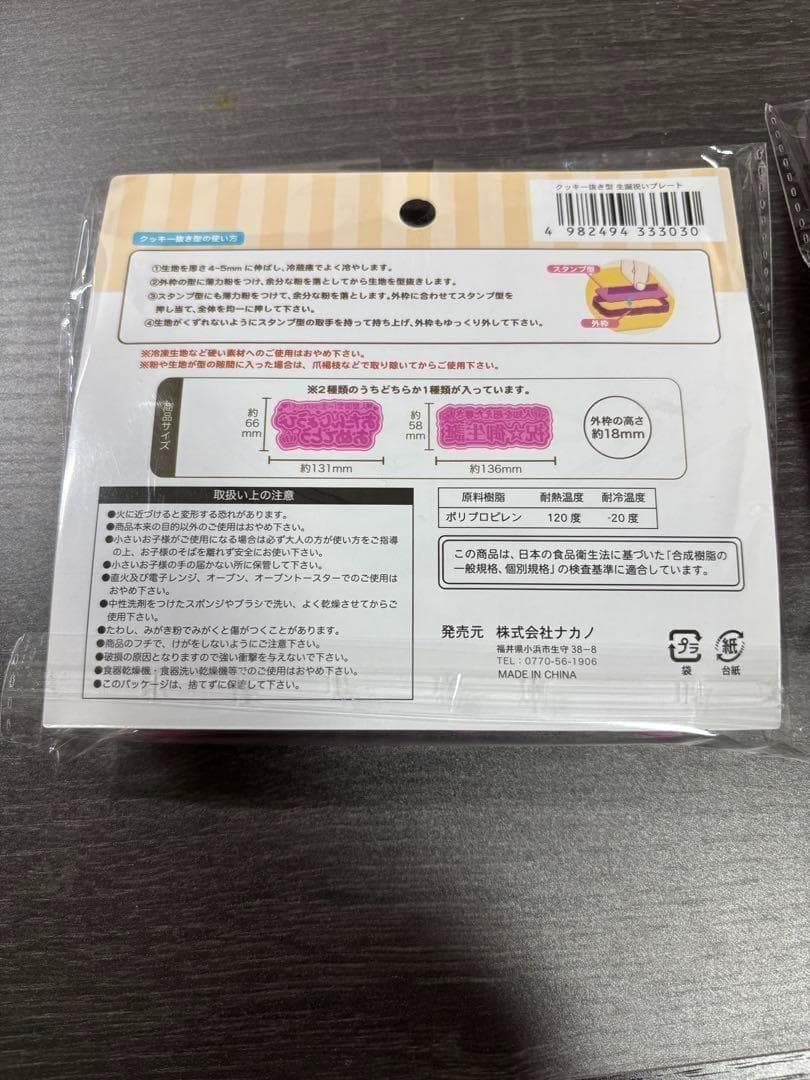 クッキー抜き型 生誕祝いプレート
4 982494 333030
クッキー抜き型の使い方
①生地を厚さ4~5mmに伸ばし、冷蔵庫でよく冷やします。
②外枠の型に薄力粉をつけ、余分な粉を落としてから生地を型抜きします。
③スタンプ型にも薄力粉をつけて、余分な粉を落とします。外枠に合わせてスタンプ型を
押し当て、全体を均一に押して下さい。
④生地がくずれないようにスタンプ型の取手を持って持ち上げ、外枠もゆっくり外して下さい。
スタンプ型
外枠
※冷凍生地など硬い素材へのご使用はおやめ下さい。
※粉や生地が型の隙間に入った場合は、爪楊枝などで取り除いてからご使用下さい。
※2種類のうちどちらか1種類が入っています。
商品サイズ
約
66
mm
約131mm
約
58
mm
祝☆御生誕
約136mm
外枠の高さ
約18mm
取扱い上の注意
●火に近づけると変形する恐れがあります。
●商品本来の目的以外のご使用はおやめ下さい。
●小さいお子様がご使用になる場合は必ず大人の方が使い方をご指導
の上、お子様のそばを離れず安全にお使い下さい。
●小さいお子様の手の届かない所に保管して下さい。
●直火及び電子レンジ、オーブン、オーブントースターでのご使用は
おやめ下さい。
●中性洗剤をつけたスポンジやブラシで洗い、よく乾燥させてからご
使用下さい。
●たわし、みがき粉でみがくと傷がつくことがあります。
●商品のフチで、けがをしないようにご注意下さい。
●破損の原因となりますので強い衝撃を与えないで下さい。
●食器乾燥機・食器洗い乾燥機等でのご使用はおやめ下さい。
●このパッケージは、捨てずに保管して下さい。
原料樹脂 耐熱温度 耐冷温度
ポリプロピレン 120度 -20度
この商品は、日本の食品衛生法に基づいた「合成樹脂の
一般規格、個別規格」の検査基準に適合しています。
発売元 株式会社ナカノ
福井県小浜市生守38-8
TEL:0770-56-1906
MADE IN CHINA
プラ
袋
紙
台紙